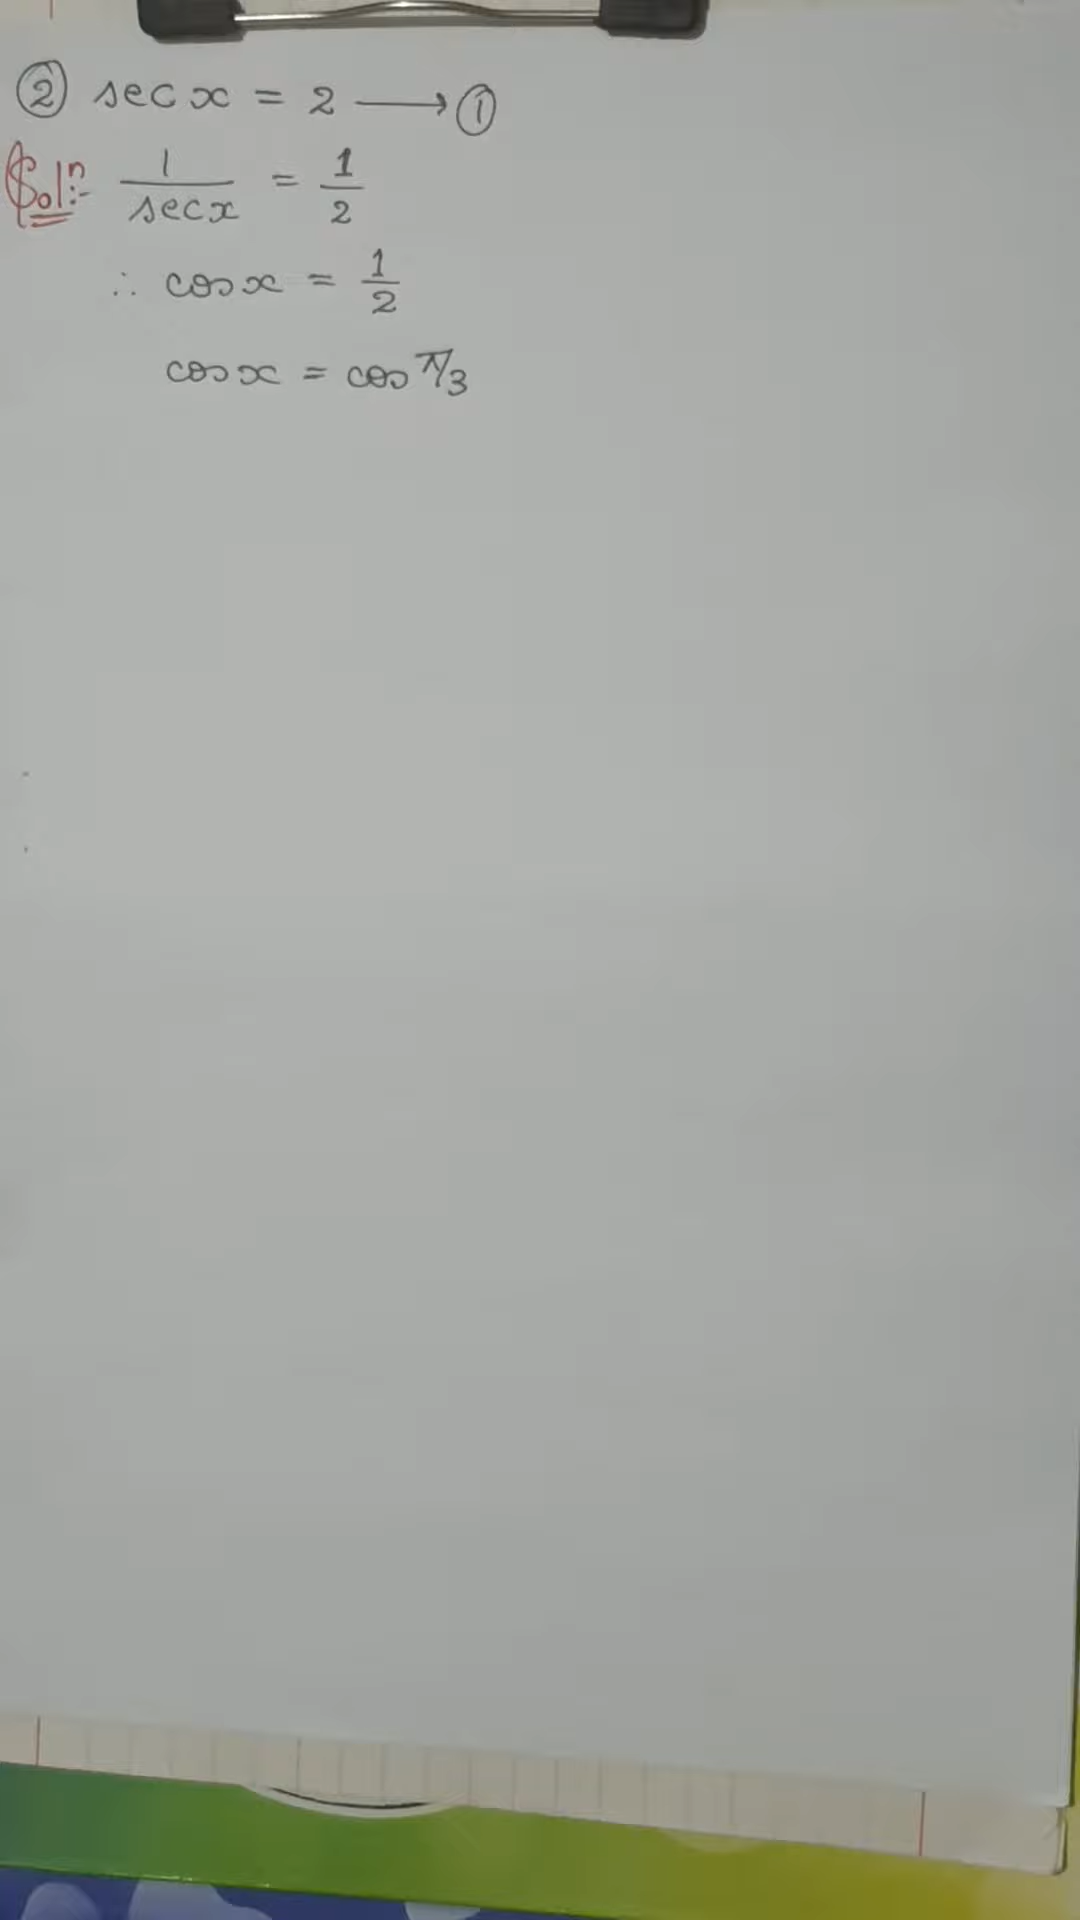 ② sec x = 2 ⟶ ①
Solⁿ:- 1/sec x = 1/2
∴ cos x = 1/2
cos x = cos π/3